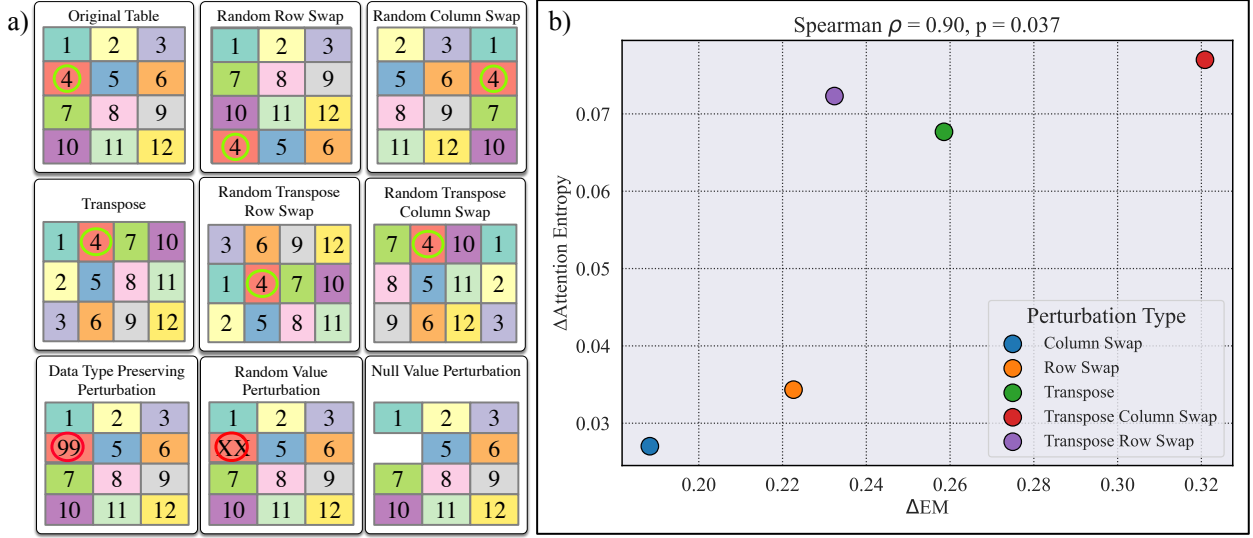 a)
Original Table
1 2 3
4 5 6
7 8 9
10 11 12
Random Row Swap
1 2 3
7 8 9
10 11 12
4 5 6
Random Column Swap
2 3 1
5 6 4
8 9 7
11 12 10
Transpose
1 4 7 10
2 5 8 11
3 6 9 12
Random Transpose
Row Swap
3 6 9 12
1 4 7 10
2 5 8 11
Random Transpose
Column Swap
7 4 10 1
8 5 11 2
9 6 12 3
Data Type Preserving
Perturbation
1 2 3
99 5 6
7 8 9
10 11 12
Random Value
Perturbation
1 2 3
XX 5 6
7 8 9
10 11 12
Null Value Perturbation
1 2 3
5 6
7 8 9
10 11 12
b)
Spearman ρ = 0.90, p = 0.037
ΔAttention Entropy
0.07
0.06
0.05
0.04
0.03
Perturbation Type
Column Swap
Row Swap
Transpose
Transpose Column Swap
Transpose Row Swap
0.20 0.22 0.24 0.26 0.28 0.30 0.32
ΔEM